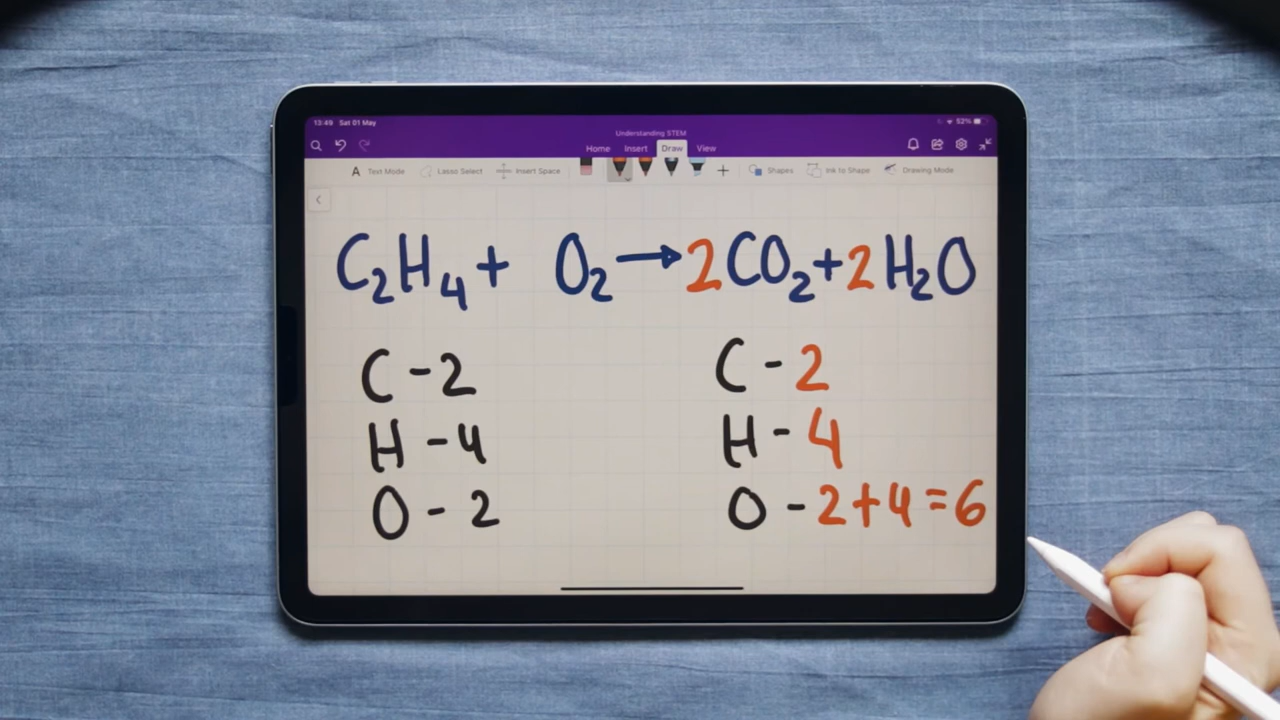 13:49 Sat 01 May 52%
Understanding STEM
Home Insert Draw View
A Text Mode Lasso Select Insert Space Shapes Ink to Shape Drawing Mode
C₂H₄ + O₂ → 2CO₂ + 2H₂O
C - 2 C - 2
H - 4 H - 4
O - 2 O - 2 + 4 = 6